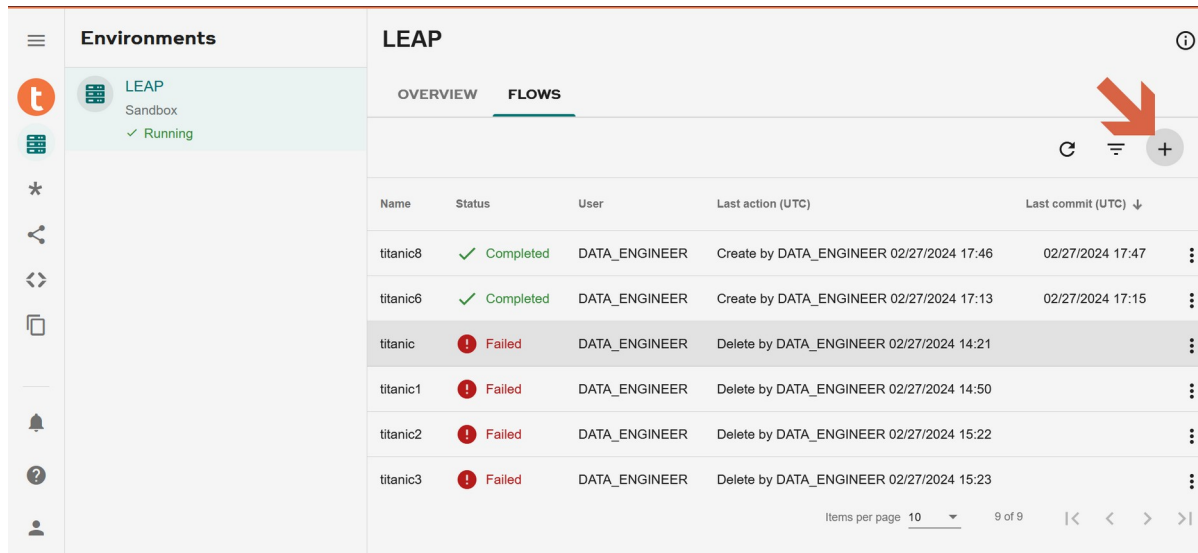 Environments
LEAP
Sandbox
Running
LEAP
OVERVIEW FLOWS
Name Status User Last action (UTC) Last commit (UTC)
titanic8 Completed DATA_ENGINEER Create by DATA_ENGINEER 02/27/2024 17:46 02/27/2024 17:47
titanic6 Completed DATA_ENGINEER Create by DATA_ENGINEER 02/27/2024 17:13 02/27/2024 17:15
titanic Failed DATA_ENGINEER Delete by DATA_ENGINEER 02/27/2024 14:21
titanic1 Failed DATA_ENGINEER Delete by DATA_ENGINEER 02/27/2024 14:50
titanic2 Failed DATA_ENGINEER Delete by DATA_ENGINEER 02/27/2024 15:22
titanic3 Failed DATA_ENGINEER Delete by DATA_ENGINEER 02/27/2024 15:23
Items per page 10 9 of 9
t